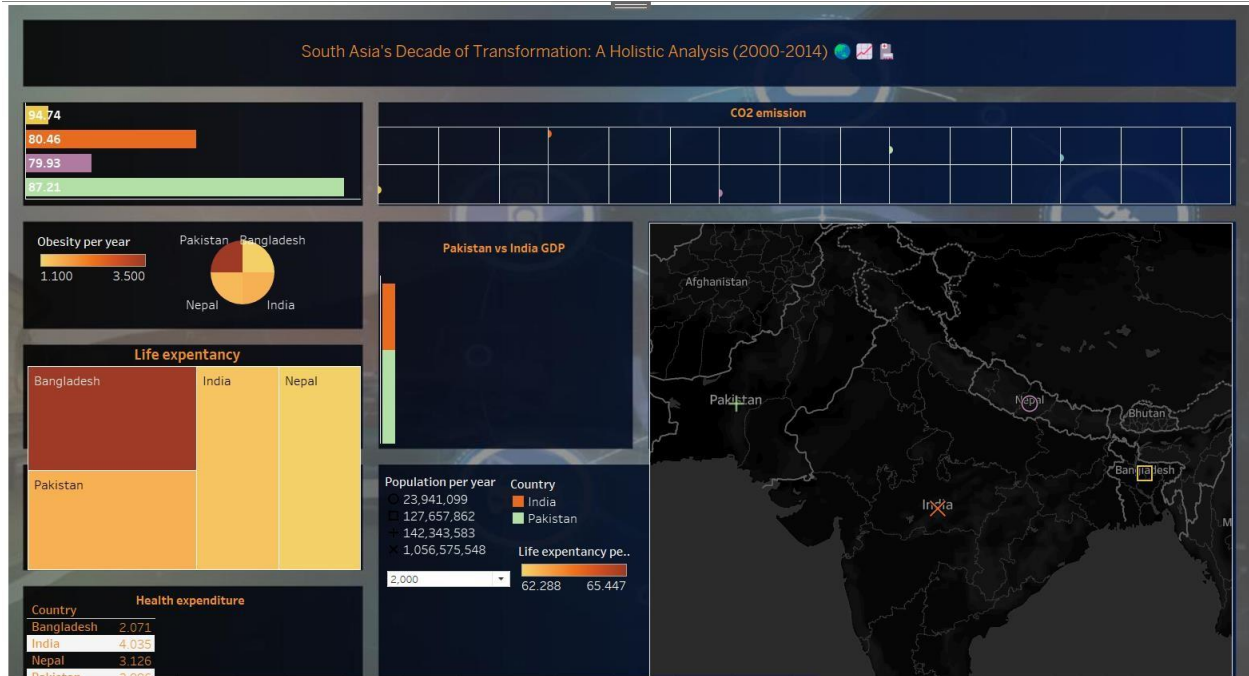 South Asia's Decade of Transformation: A Holistic Analysis (2000-2014) 🌏 📈
94.74
80.46
79.93
87.21
CO2 emission
Obesity per year
1.100 3.500
Pakistan Bangladesh
Nepal India
Pakistan vs India GDP
Life expentancy
Bangladesh
India
Nepal
Pakistan
Population per year
23,941,099
127,657,862
142,343,583
1,056,575,548
2,000
Country
India
Pakistan
Life expentancy pe..
62.288 65.447
Health expenditure
Country
Bangladesh 2.071
India 4.035
Nepal 3.126
Afghanistan
Pakistan
Nepal
Bhutan
Bangladesh
India
M